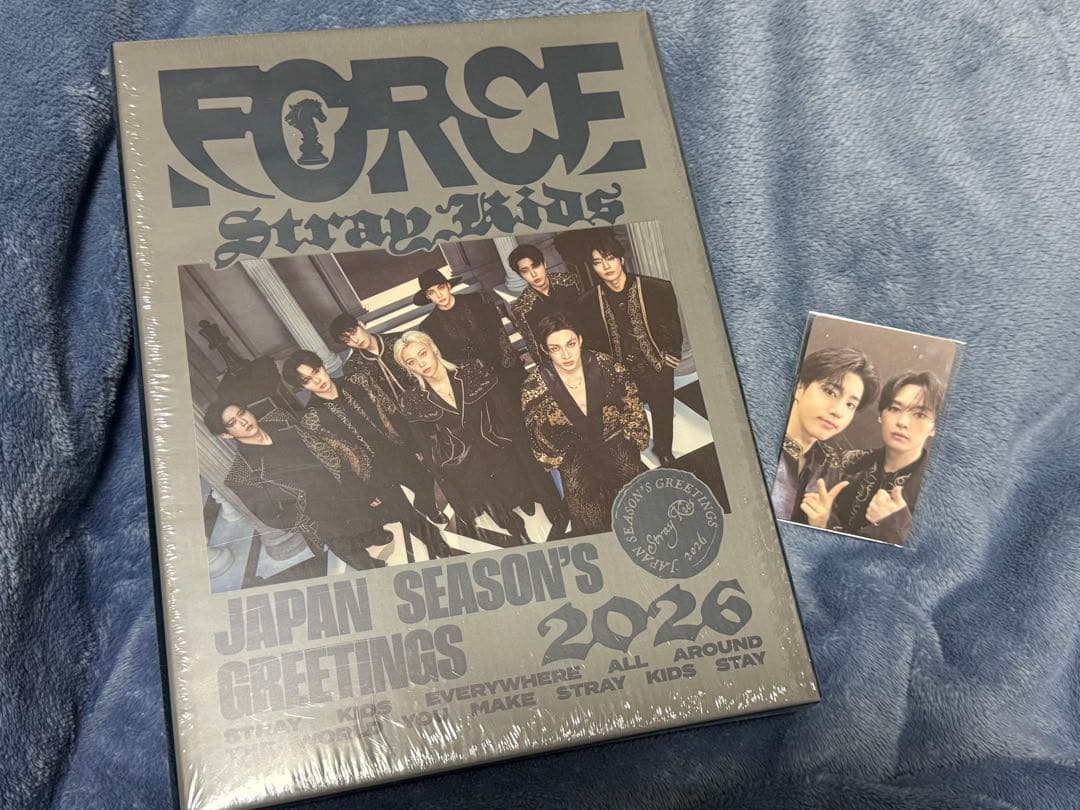 FORCE
Stray Kids
JAPAN SEASON'S GREETINGS
Stray Kids
2026
JAPAN SEASON'S
GREETINGS
2026
STRAY KIDS EVERYWHERE ALL AROUND
THE WORLD YOU MAKE STRAY KIDS STAY